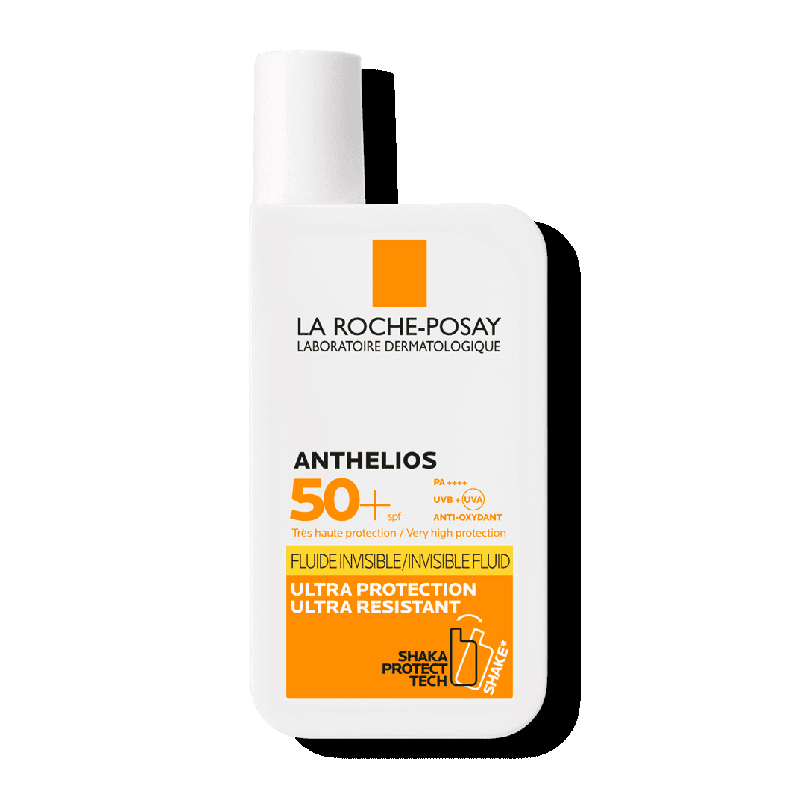 LA ROCHE-POSAY
LABORATOIRE DERMATOLOGIQUE
ANTHELIOS
50+ spf
PA ++++
UVB + UVA
ANTI-OXYDANT
Très haute protection / Very high protection
FLUIDE INVISIBLE/INVISIBLE FLUID
ULTRA PROTECTION
ULTRA RESISTANT
SHAKA
PROTECT
TECH
SHAKE*